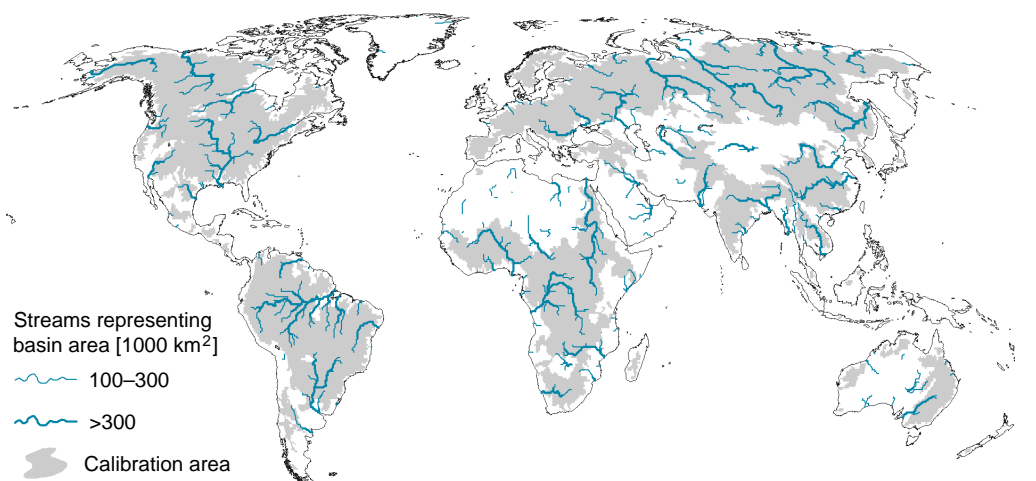 Streams representing
basin area [1000 km²]
100–300
>300
Calibration area